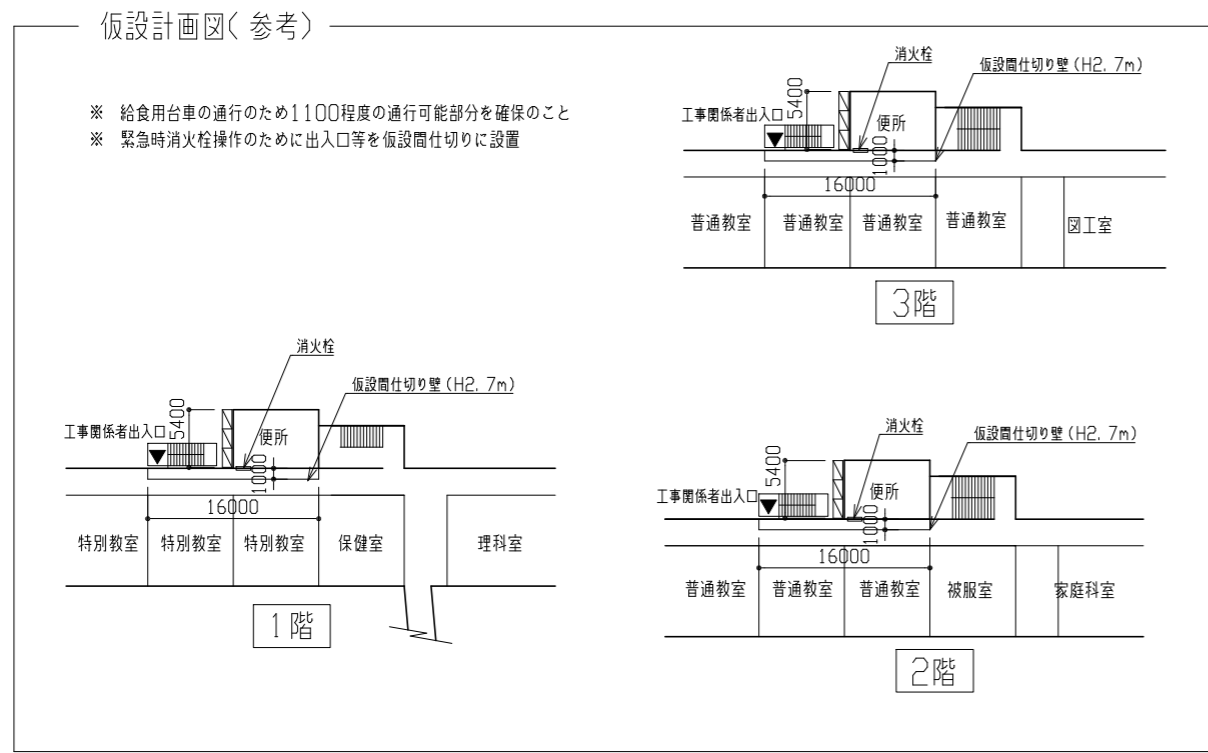 仮設計画図(参考)
※ 給食用台車の通行のため1100程度の通行可能部分を確保のこと
※ 緊急時消火栓操作のために出入口等を仮設間仕切りに設置
消火栓
仮設間仕切り壁(H2.7m)
工事関係者出入口
5400
便所
1000
16000
普通教室
普通教室
普通教室
普通教室
図工室
3階
消火栓
仮設間仕切り壁(H2.7m)
工事関係者出入口
5400
便所
1000
16000
特別教室
特別教室
特別教室
保健室
理科室
1階
消火栓
仮設間仕切り壁(H2.7m)
工事関係者出入口
5400
便所
1000
16000
普通教室
普通教室
普通教室
被服室
家庭科室
2階